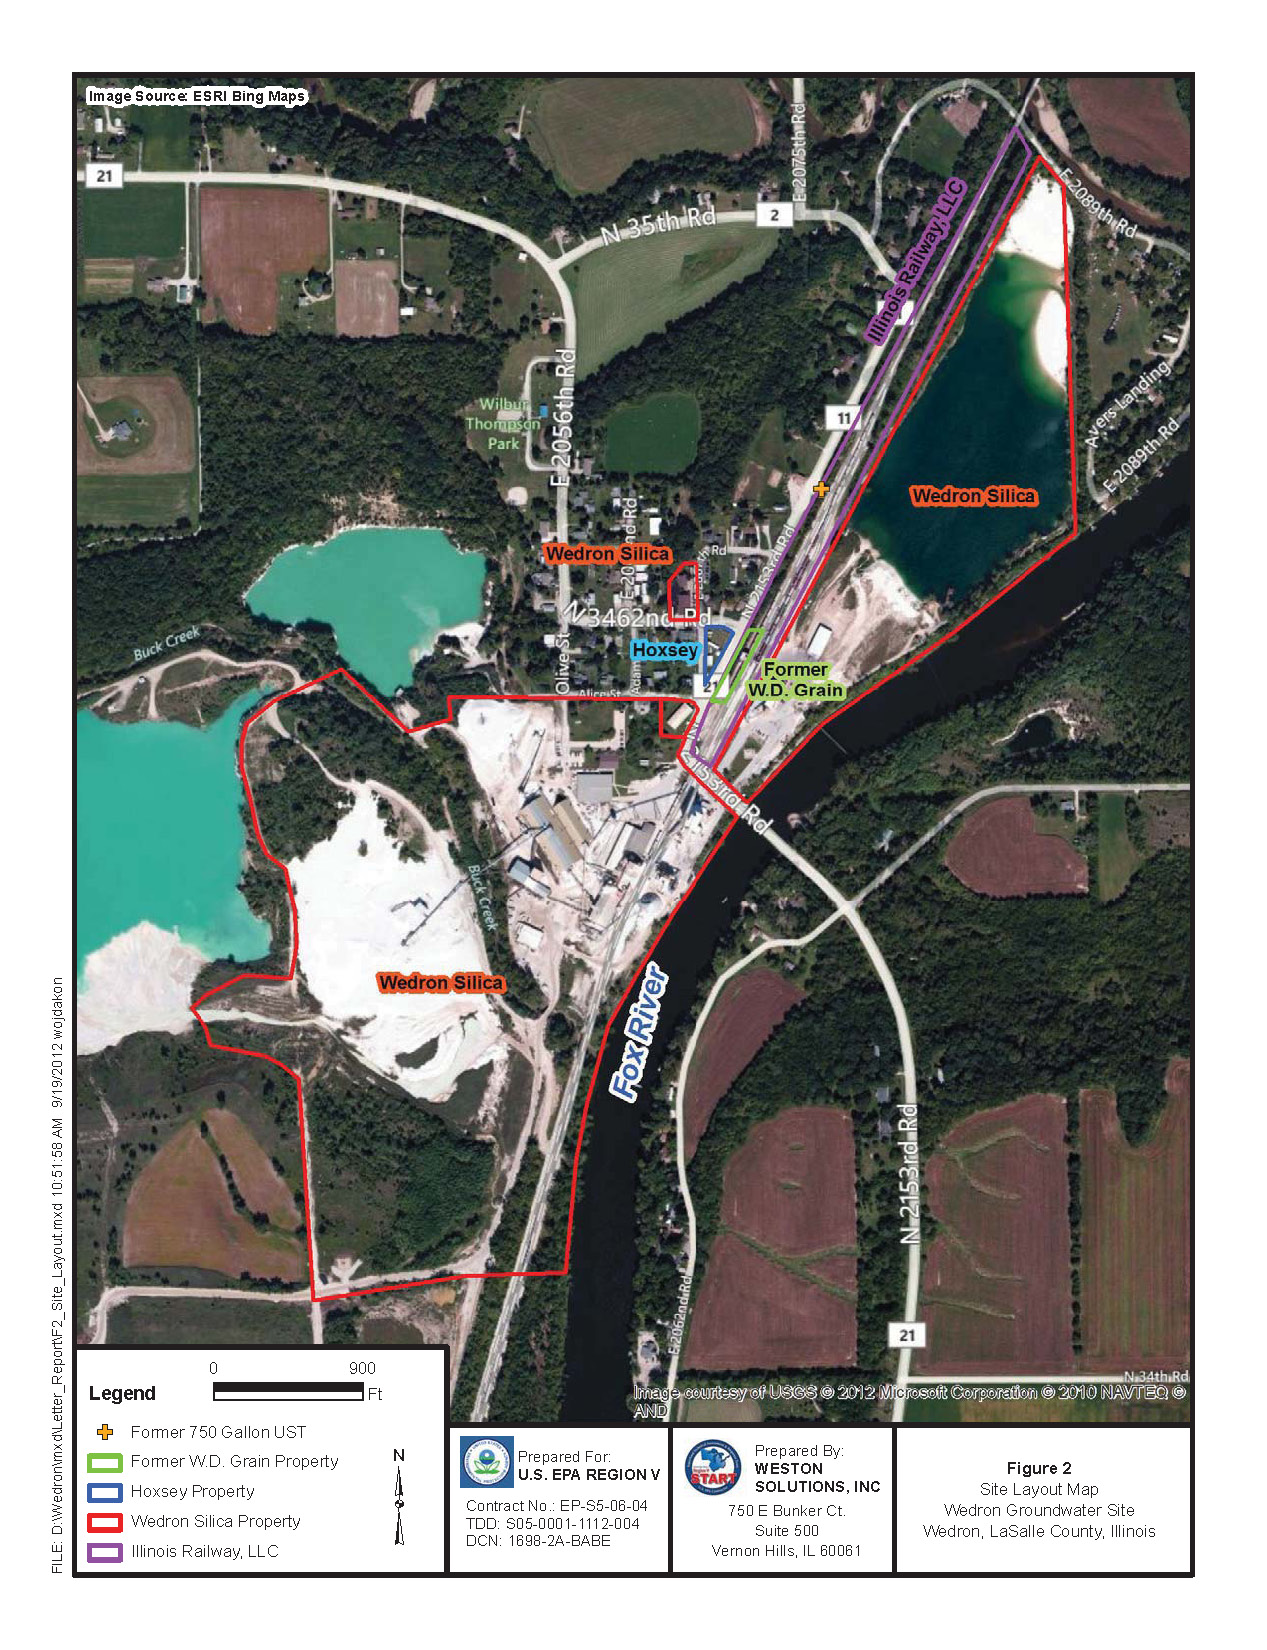 Image Source: ESRI Bing Maps
21
E 2075th Rd
2
N 35th Rd
E 2089th Rd
Illinois Railway, LLC
Wilbur
Thompson
Park
E 2056th Rd
11
Ayers Landing
E 2089th Rd
Wedron Silica
Wedron Silica
Rd
N 2153rd Rd
N 3462nd Rd
Buck Creek
Olive St
Hoxsey
Former
W.D. Grain
21
Alice St
2153rd Rd
Buck Creek
Wedron Silica
Fox River
N 2153rd Rd
E 2062nd Rd
21
N 34th Rd
Image courtesy of USGS © 2012 Microsoft Corporation © 2010 NAVTEQ ©
AND
FILE: D:\Wedron\mxd\Letter_Report\F2_Site_Layout.mxd 10:51:58 AM 9/19/2012 wojdakon
0 900
Legend Ft
Former 750 Gallon UST
Former W.D. Grain Property
Hoxsey Property
Wedron Silica Property
Illinois Railway, LLC
N
Prepared For:
U.S. EPA REGION V
Contract No.: EP-S5-06-04
TDD: S05-0001-1112-004
DCN: 1698-2A-BABE
START
Prepared By:
WESTON
SOLUTIONS, INC
750 E Bunker Ct.
Suite 500
Vernon Hills, IL 60061
Figure 2
Site Layout Map
Wedron Groundwater Site
Wedron, LaSalle County, Illinois